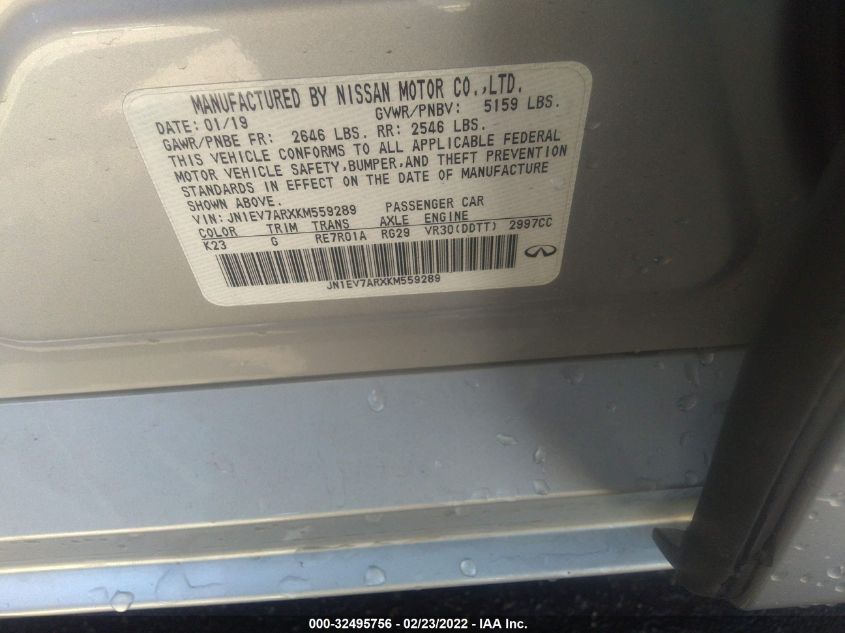 MANUFACTURED BY NISSAN MOTOR CO.,LTD.
DATE: 01/19 GVWR/PNBV: 5159 LBS.
GAWR/PNBE FR: 2646 LBS. RR: 2546 LBS.
THIS VEHICLE CONFORMS TO ALL APPLICABLE FEDERAL
MOTOR VEHICLE SAFETY,BUMPER,AND THEFT PREVENTION
STANDARDS IN EFFECT ON THE DATE OF MANUFACTURE
SHOWN ABOVE.
VIN: JN1EV7ARXKM559289 PASSENGER CAR
COLOR TRIM TRANS AXLE ENGINE
K23 G RE7R01A RG29 VR30(DDTT) 2997CC
JN1EV7ARXKM559289
000-32495756 - 02/23/2022 - IAA Inc.